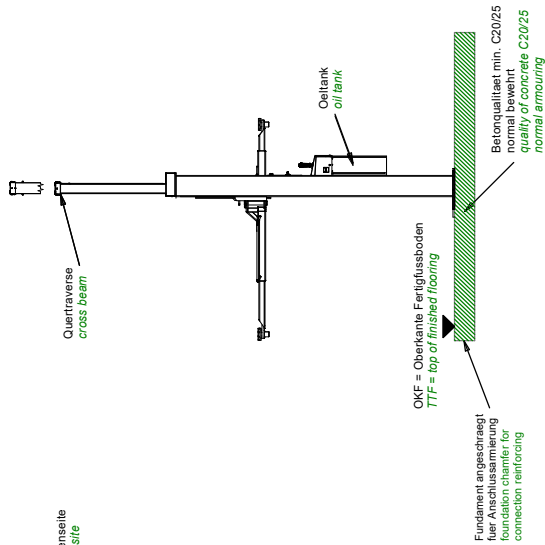 Quertraverse
cross beam
Oeltank
oil tank
OKF = Oberkante Fertigfussboden
TTF = top of finished flooring
Betonqualitaet min. C20/25
normal bewehrt
quality of concrete C20/25
normal armouring
Fundament angeschraegt
fuer Anschlussarmierung
foundation chamfer for
connection reinforcing
enseite
site